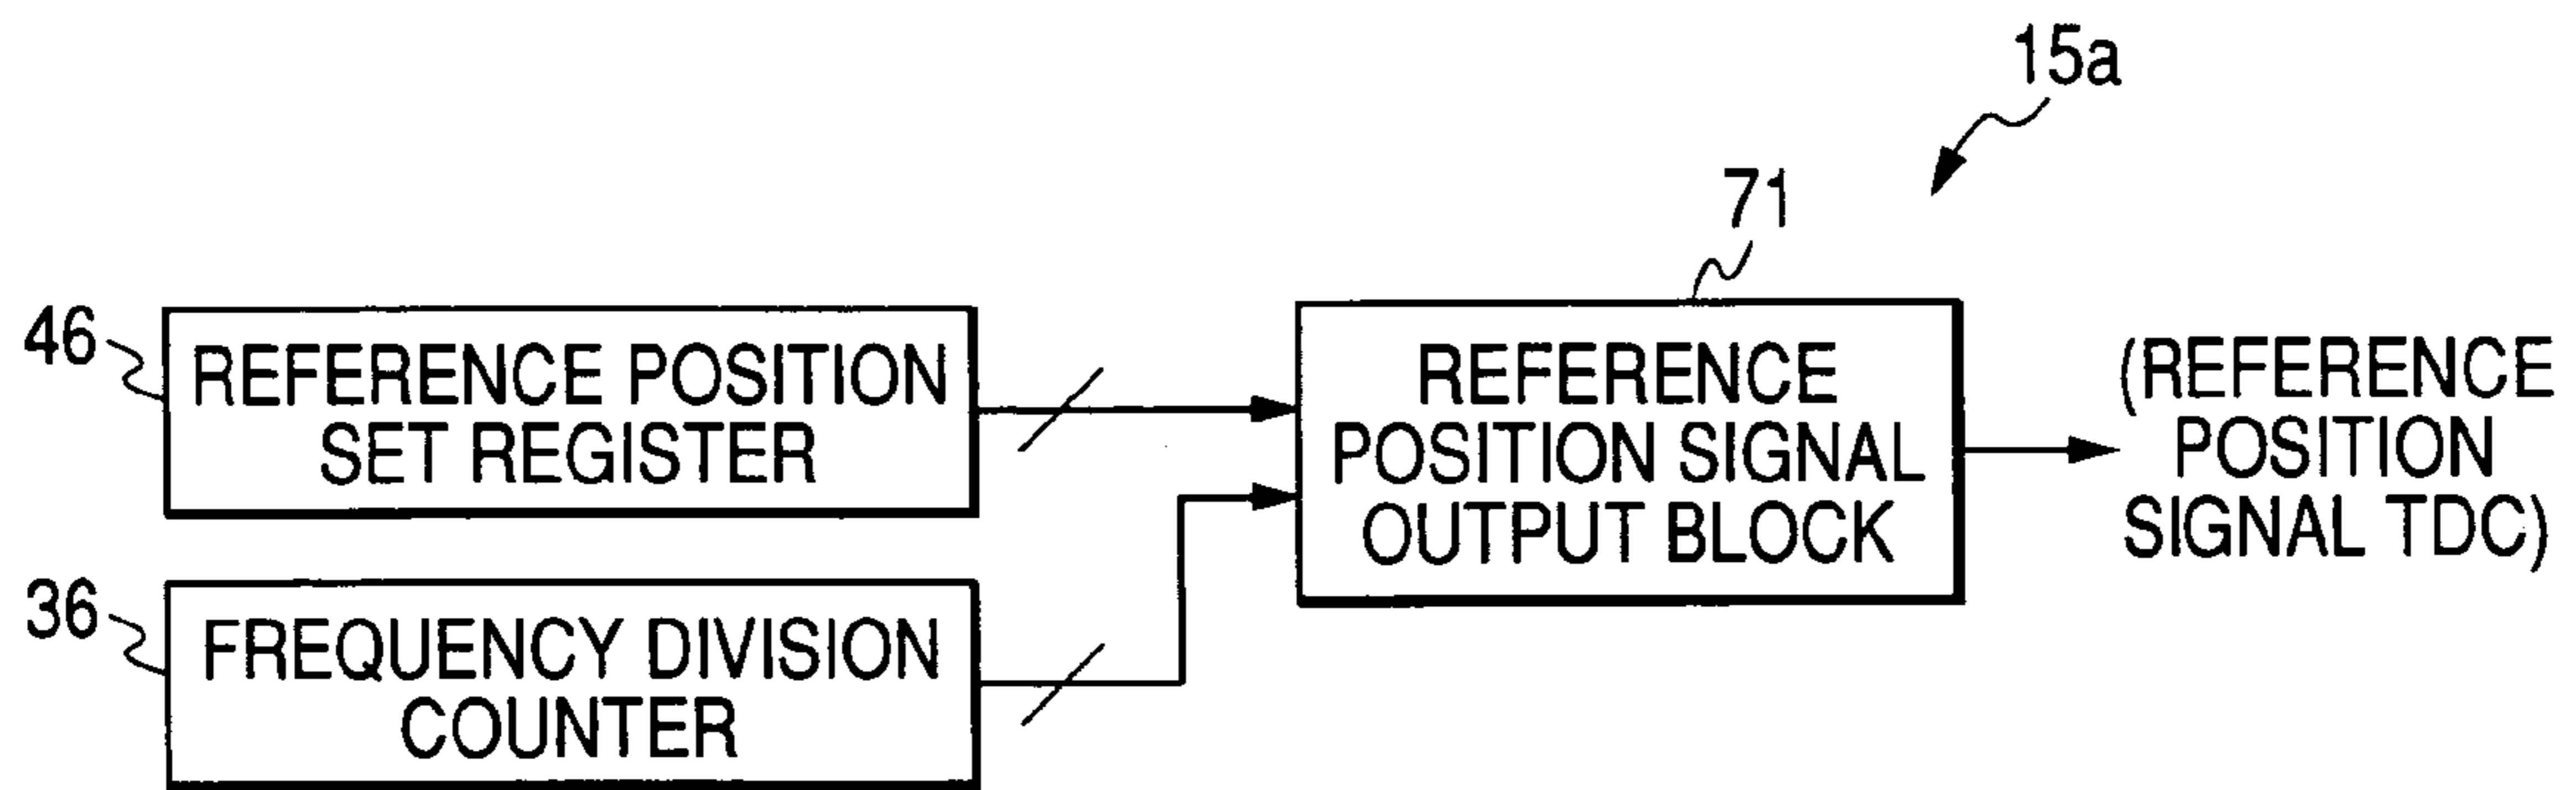 15a
71
46
REFERENCE POSITION
SET REGISTER
REFERENCE
POSITION SIGNAL
OUTPUT BLOCK
(REFERENCE
POSITION
SIGNAL TDC)
36
FREQUENCY DIVISION
COUNTER